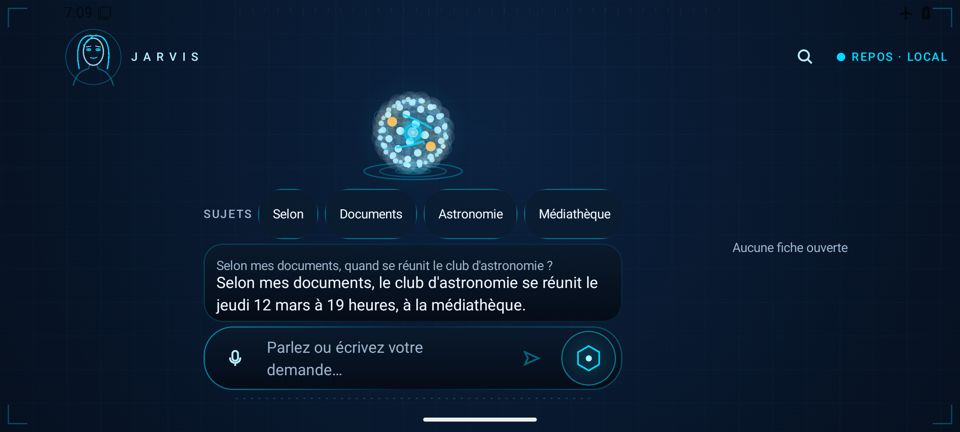 7:09
JARVIS
REPOS · LOCAL
SUJETS Selon Documents Astronomie Médiathèque
Aucune fiche ouverte
Selon mes documents, quand se réunit le club d'astronomie ?
Selon mes documents, le club d'astronomie se réunit le
jeudi 12 mars à 19 heures, à la médiathèque.
Parlez ou écrivez votre
demande…